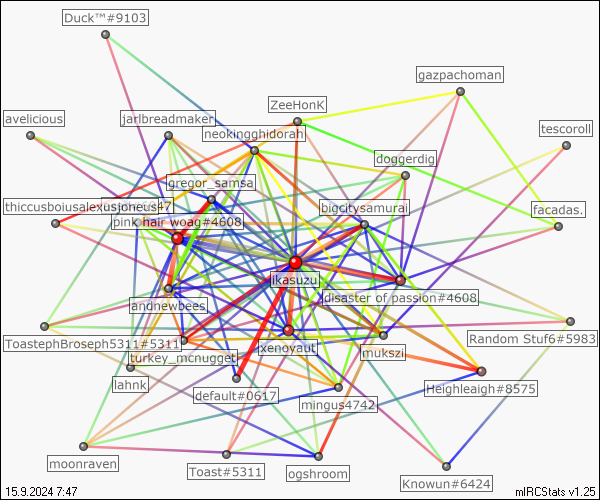 Duck™#9103
gazpachoman
ZeeHonK
avelicious
jarlbreadmaker
tescoroll
neokingghidorah
doggerdig
gregor_samsa
thiccusboiusalexusjoneus47
bigcitysamurai
facadas.
pink hair woag#4608
likasuzu
disaster of passion#4608
andnewbees
ToastephBroseph5311#5311
Random Stuf6#5983
xenoyaut
mukszi
turkey_mcnugget
lahnk
default#0617
Heighleagh#8575
mingus4742
moonraven
Toast#5311
ogshroom
Knowun#6424
15.9.2024 7:47
mIRCStats v1.25